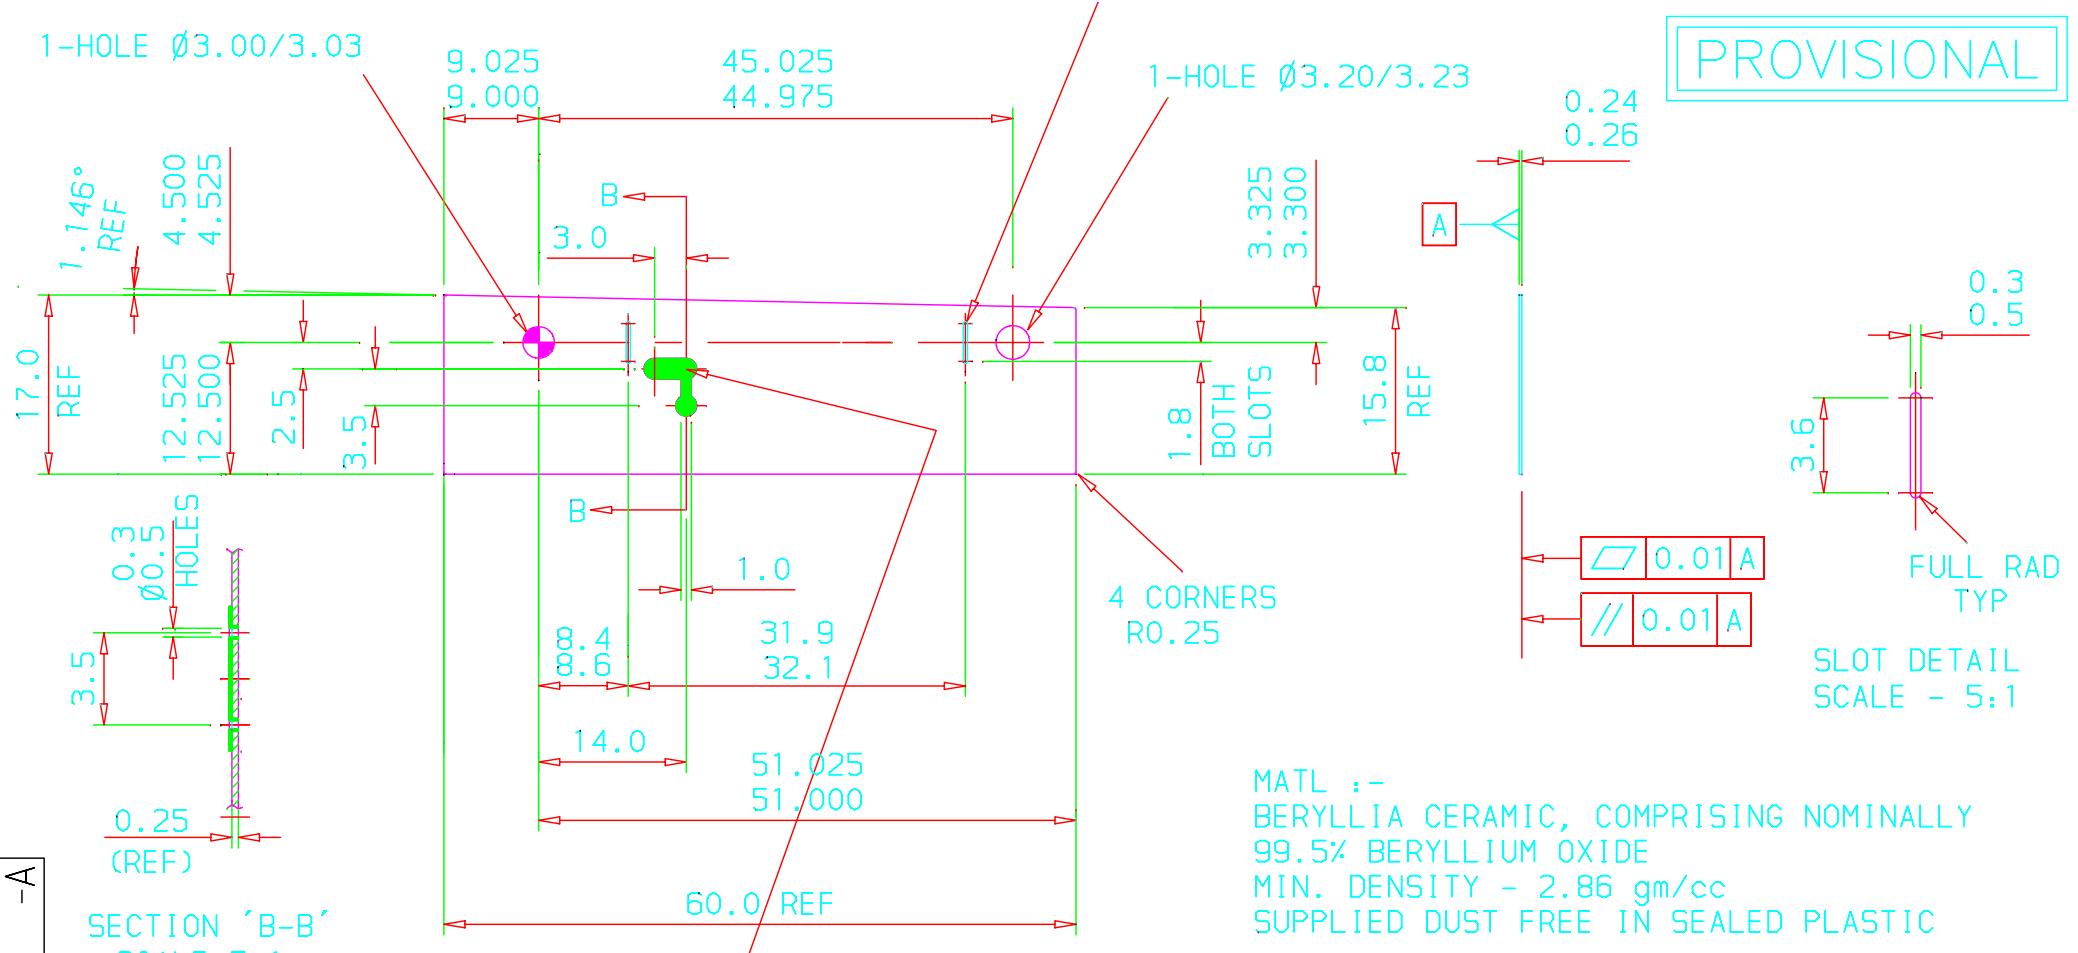 1-HOLE Ø3.00/3.03
9.025
9.000
45.025
44.975
1-HOLE Ø3.20/3.23
PROVISIONAL
0.24
0.26
1.146°
REF
4.500
4.525
B
3.0
3.325
3.300
A
0.3
0.5
17.0
REF
12.525
12.500
2.5
3.5
1.8
BOTH
SLOTS
15.8
REF
3.6
B
0.3
Ø0.5
HOLES
1.0
4 CORNERS
R0.25
0.01 A
0.01 A
FULL RAD
TYP
3.5
8.4
8.6
31.9
32.1
SLOT DETAIL
SCALE - 5:1
14.0
51.025
51.000
0.25
(REF)
60.0 REF
MATL :-
BERYLLIA CERAMIC, COMPRISING NOMINALLY
99.5% BERYLLIUM OXIDE
MIN. DENSITY - 2.86 gm/cc
SUPPLIED DUST FREE IN SEALED PLASTIC
-A
SECTION 'B-B'